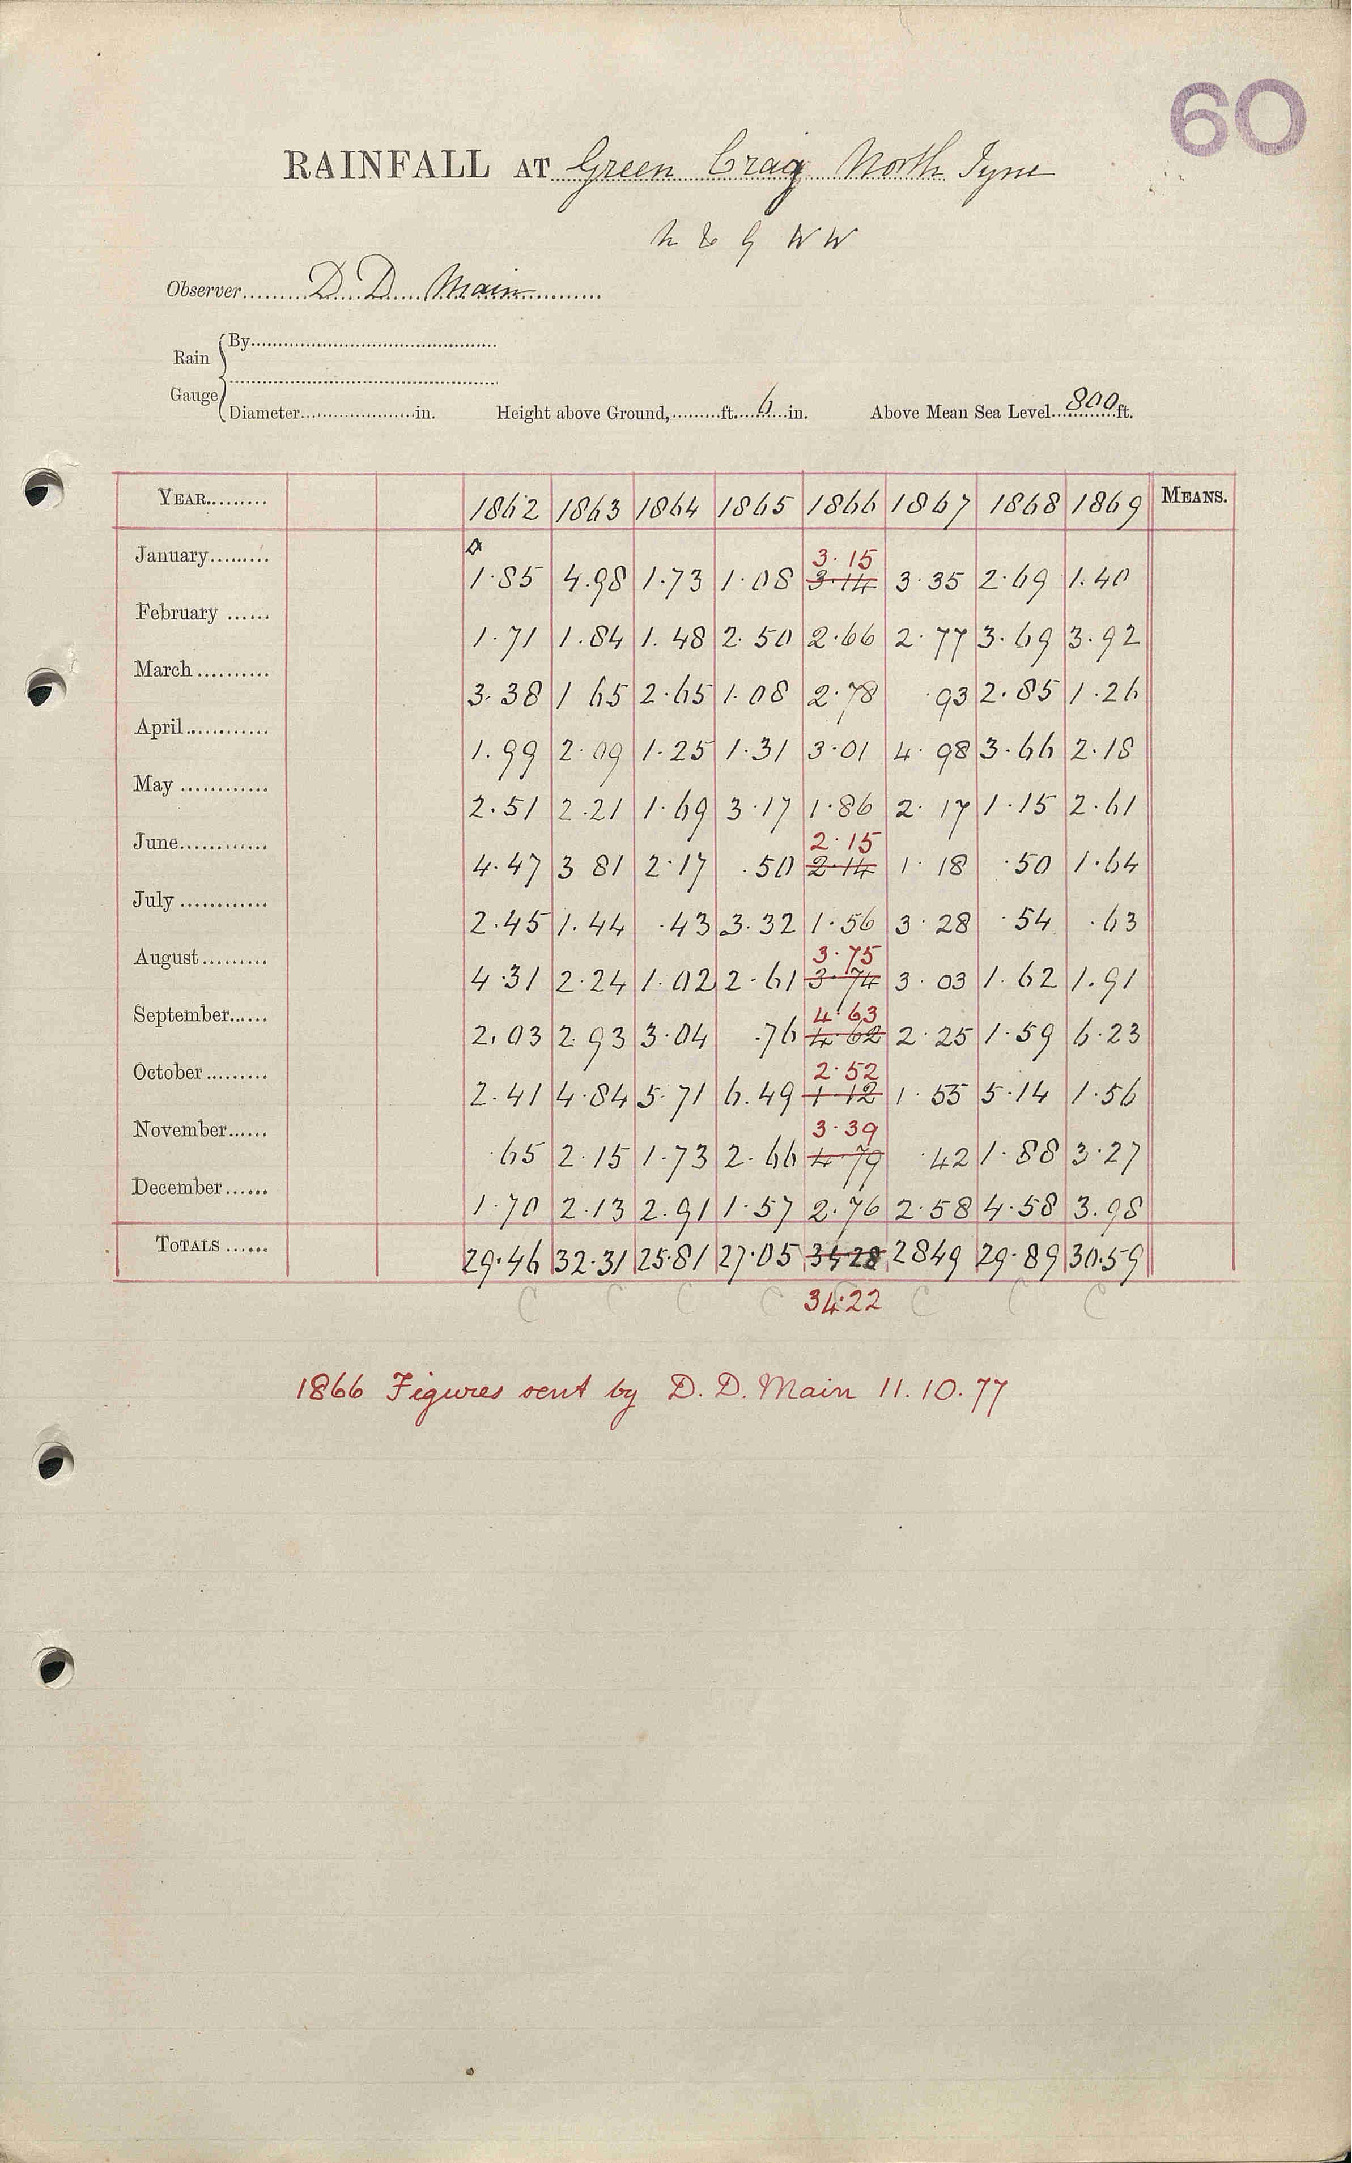 60
RAINFALL AT Green Crag North Tyne
N & G W W
Observer D. D. Main
Rain Gauge
By
Diameter in. Height above Ground, ft. 6 in. Above Mean Sea Level 800 ft.
YEAR 1862 1863 1864 1865 1866 1867 1868 1869 MEANS.
3.15
January 1.85 4.98 1.73 1.08 3.14 3.35 2.69 1.40
February 1.71 1.84 1.48 2.50 2.66 2.77 3.69 3.92
March 3.38 1 65 2.65 1.08 2.78 .93 2.85 1.26
April 1.99 2.09 1.25 1.31 3.01 4.98 3.66 2.18
May 2.51 2.21 1.69 3.17 1.86 2.17 1.15 2.61
2.15
June 4.47 3 81 2.17 .50 2.14 1.18 .50 1.64
July 2.45 1.44 .43 3.32 1.56 3.28 .54 .63
3.75
August 4.31 2.24 1.02 2.61 3.74 3.03 1.62 1.91
4.63
September 2.03 2.93 3.04 .76 4.62 2.25 1.59 6.23
2.52
October 2.41 4.84 5.71 6.49 1.12 1.55 5.14 1.56
3.39
November .65 2.15 1.73 2.66 4.79 .42 1.88 3.27
December 1.70 2.13 2.91 1.57 2.76 2.58 4.58 3.98
TOTALS 29.46 32.31 25.81 27.05 3428 2849 29.89 30.59
C C C C 34.22 C C C
1866 Figures sent by D. D. Main 11.10.77